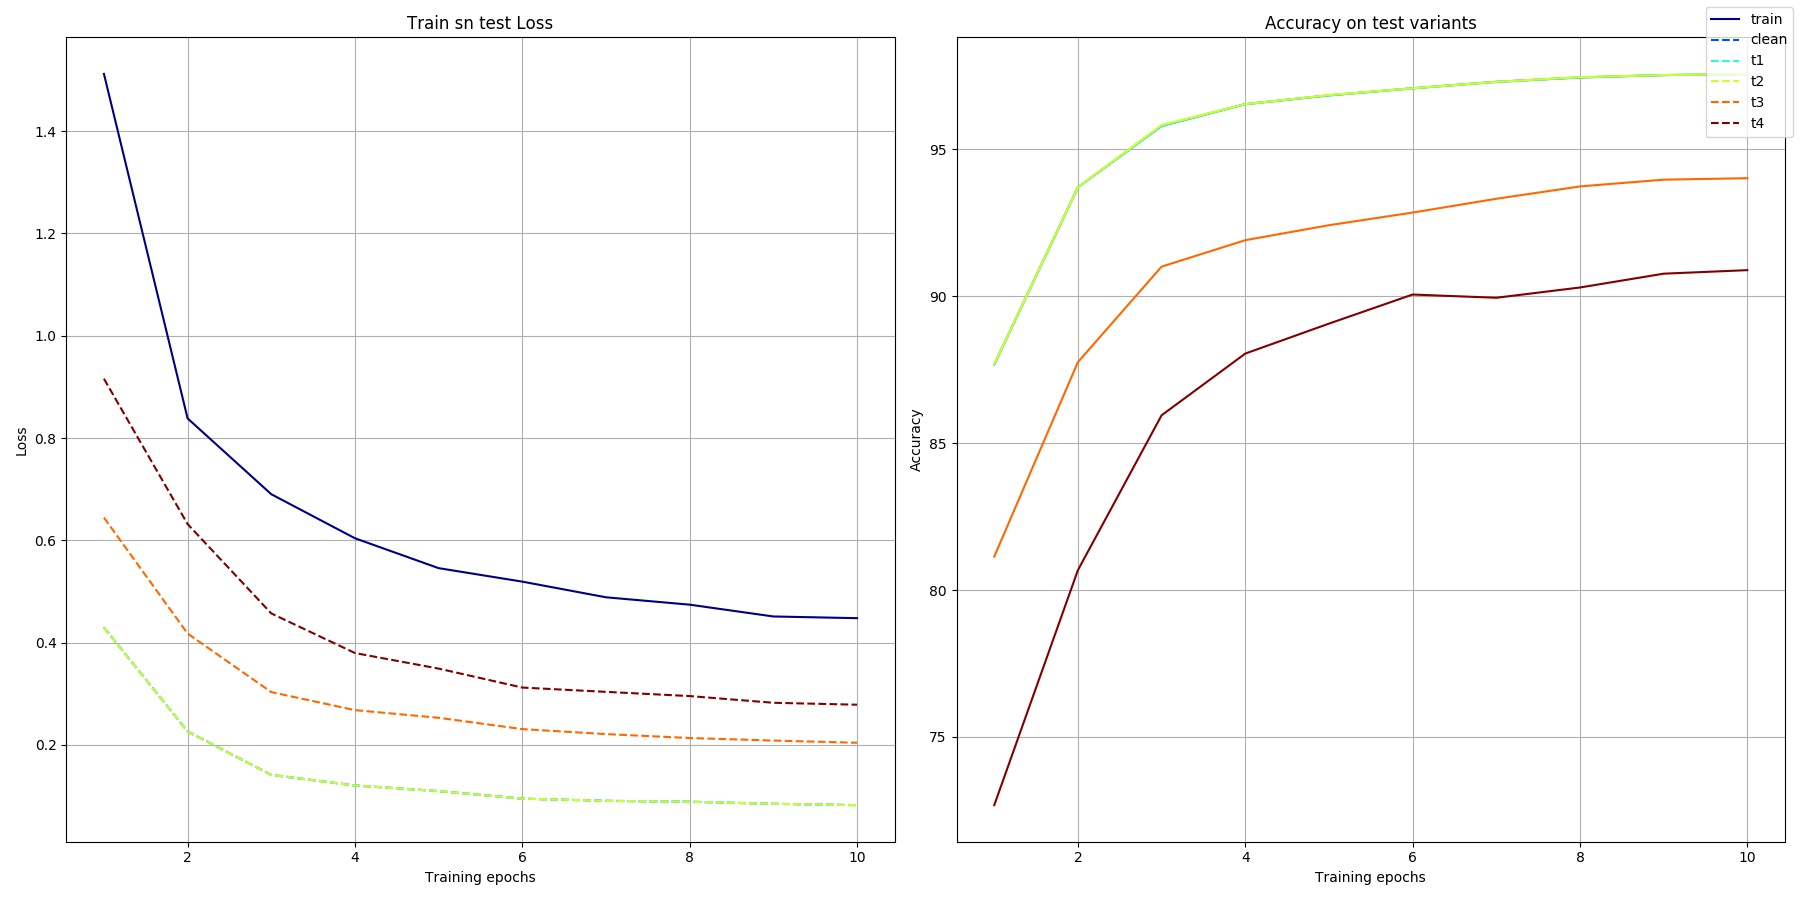 Train sn test Loss
Loss
1.4
1.2
1.0
0.8
0.6
0.4
0.2
2
4
6
8
10
Training epochs
Accuracy on test variants
Accuracy
95
90
85
80
75
2
4
6
8
10
Training epochs
train
clean
t1
t2
t3
t4